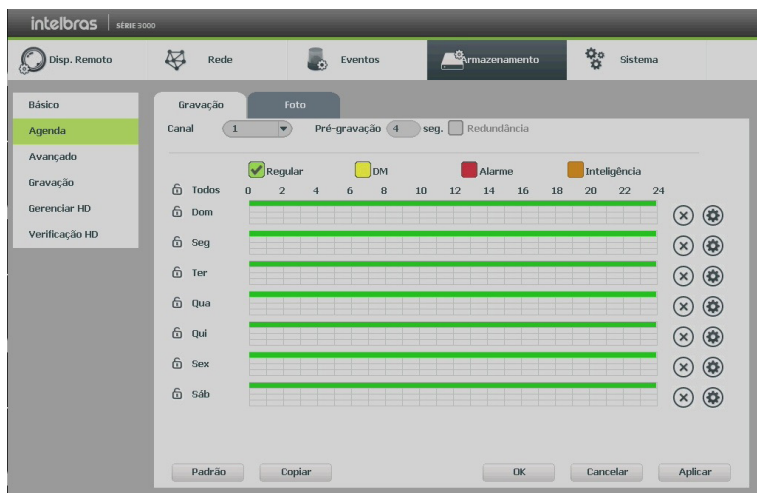 intelbras SÉRIE 3000
Disp. Remoto Rede Eventos Armazenamento Sistema
Básico
Agenda
Avançado
Gravação
Gerenciar HD
Verificação HD
Gravação Foto
Canal 1 Pré-gravação 4 seg. Redundância
Regular DM Alarme Inteligência
Todos 0 2 4 6 8 10 12 14 16 18 20 22 24
Dom
Seg
Ter
Qua
Qui
Sex
Sáb
Padrão Copiar OK Cancelar Aplicar